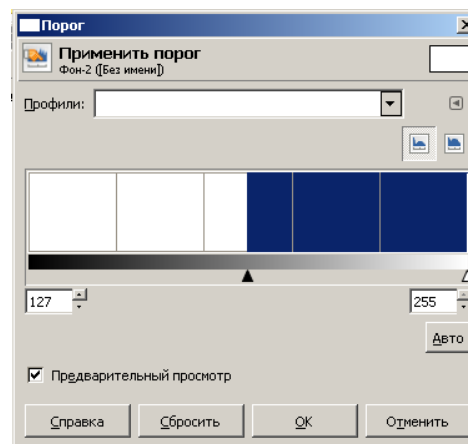 Порог
Применить порог
Фон-2 ([Без имени])
Профили:
127
255
Авто
Предварительный просмотр
Справка
Сбросить
OK
Отменить